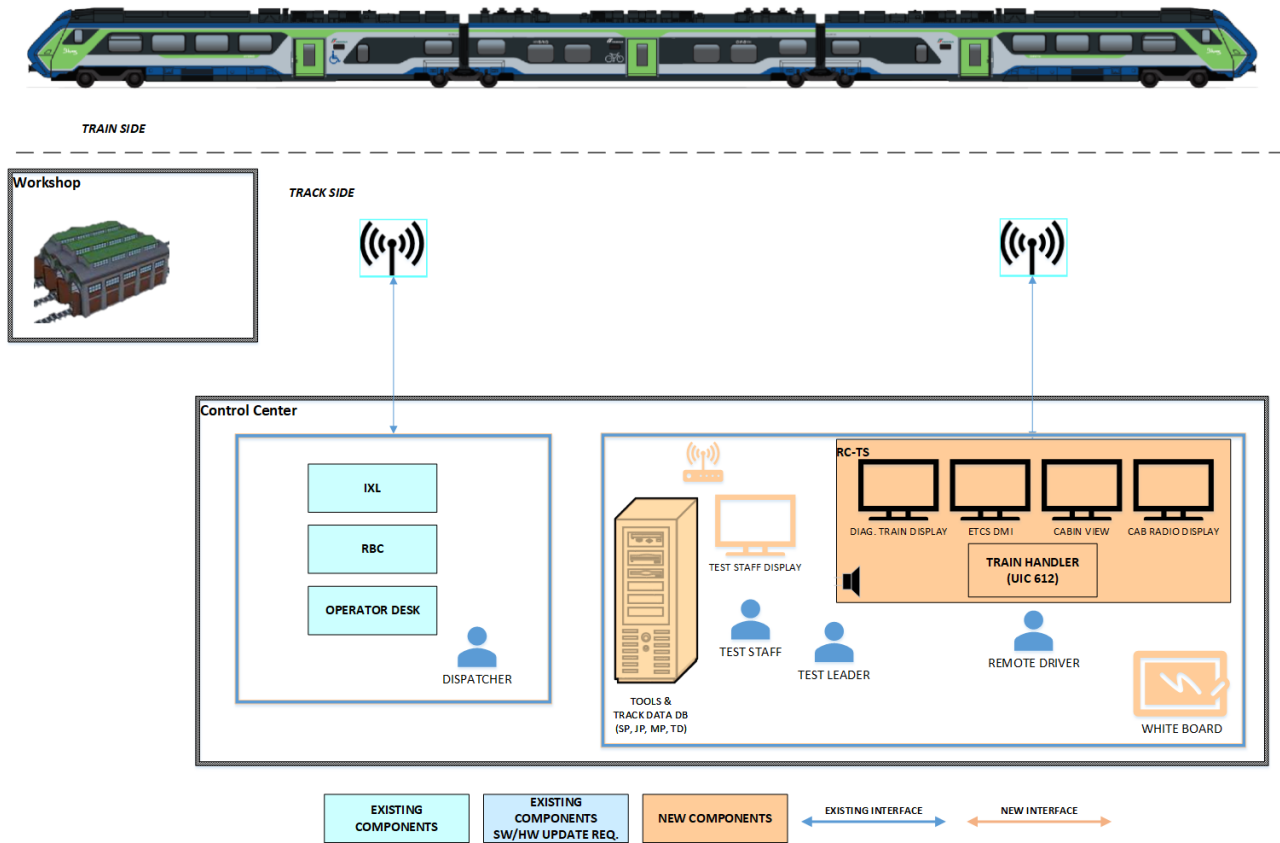 TRAIN SIDE
Workshop
TRACK SIDE
Control Center
IXL
RBC
OPERATOR DESK
DISPATCHER
TOOLS &
TRACK DATA DB
(SP, JP, MP, TD)
TEST STAFF DISPLAY
TEST STAFF
TEST LEADER
RC-TS
DIAG. TRAIN DISPLAY
ETCS DMI
CABIN VIEW
CAB RADIO DISPLAY
TRAIN HANDLER
(UIC 612)
REMOTE DRIVER
WHITE BOARD
EXISTING
COMPONENTS
EXISTING
COMPONENTS
SW/HW UPDATE REQ.
NEW COMPONENTS
EXISTING INTERFACE
NEW INTERFACE